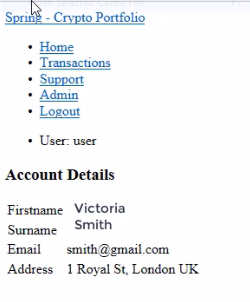 Spring - Crypto Portfolio
Home
Transactions
Support
Admin
Logout
User: user
Account Details
Firstname Victoria
Surname Smith
Email smith@gmail.com
Address 1 Royal St, London UK